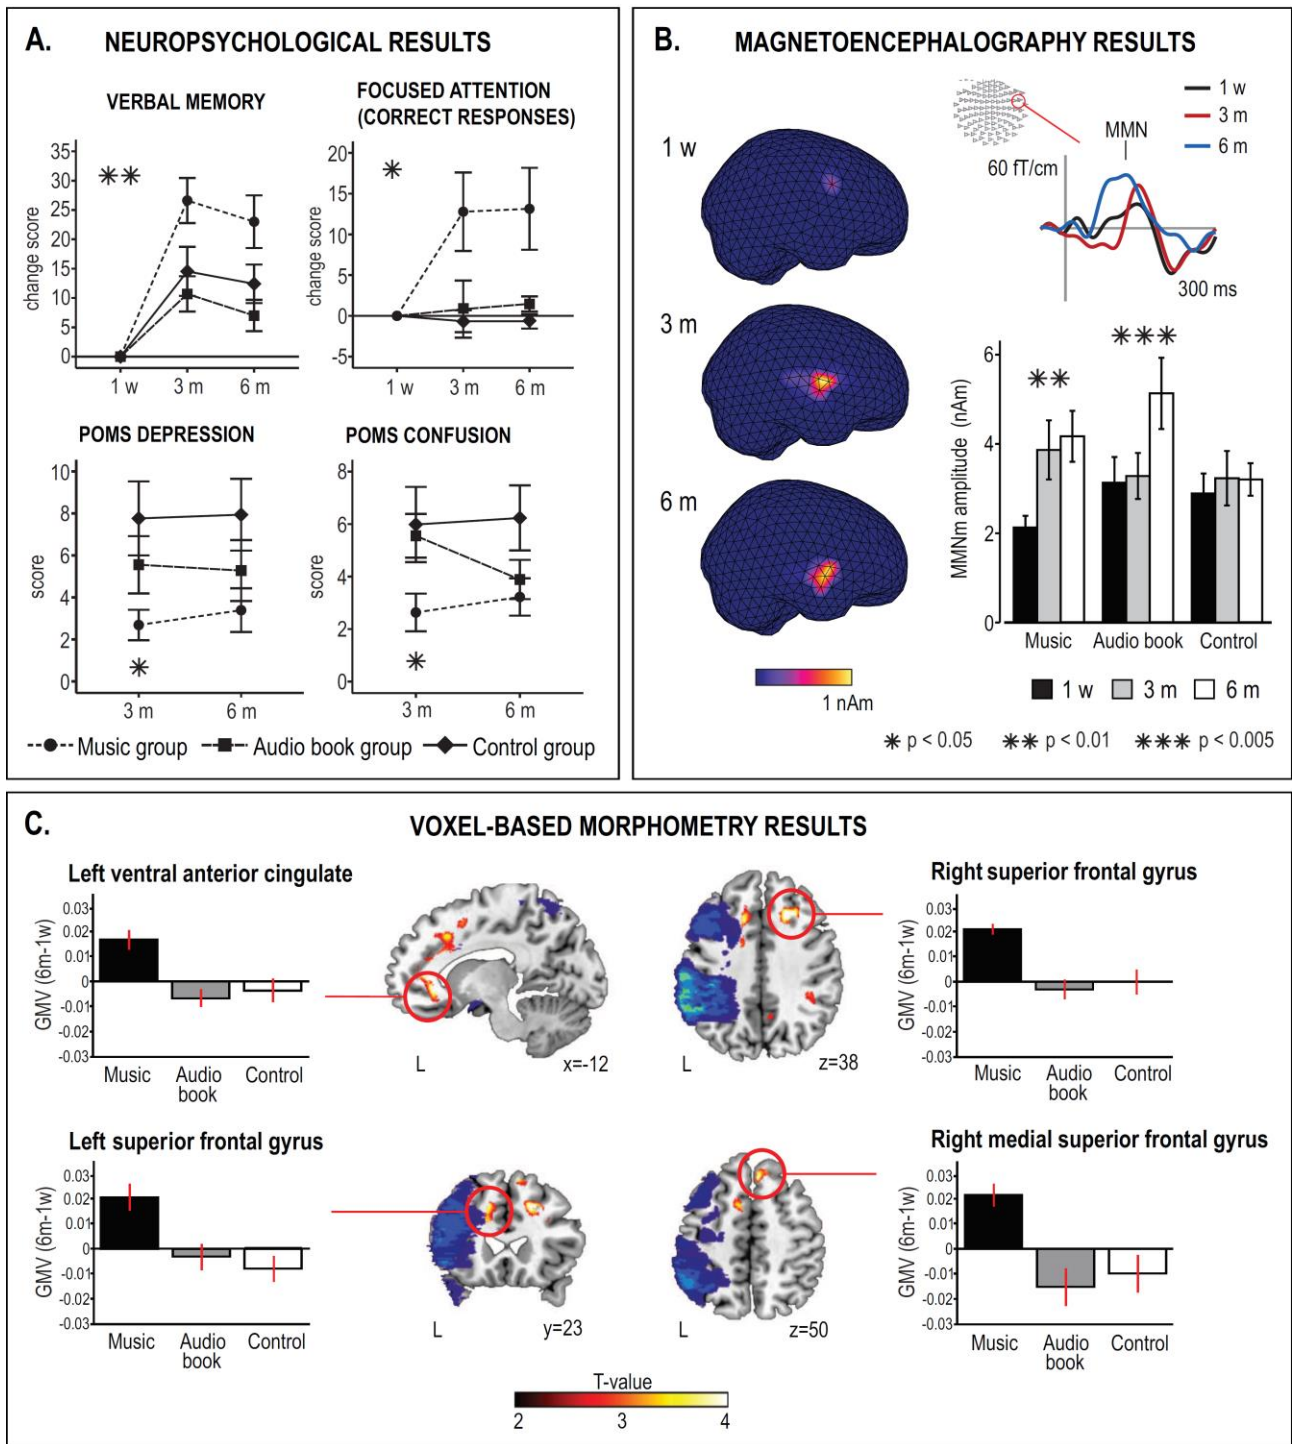 A. NEUROPSYCHOLOGICAL RESULTS
VERBAL MEMORY
change score
35
30
25
20
15
10
5
0
1 w 3 m 6 m
**
FOCUSED ATTENTION
(CORRECT RESPONSES)
change score
20
15
10
5
0
-5
1 w 3 m 6 m
*
POMS DEPRESSION
score
10
8
6
4
2
0
3 m 6 m
*
POMS CONFUSION
score
8
6
4
2
0
3 m 6 m
*
Music group Audio book group Control group
B. MAGNETOENCEPHALOGRAPHY RESULTS
1 w
3 m
6 m
1 nAm
1 w
3 m
6 m
MMN
60 fT/cm
300 ms
MMNm amplitude (nAm)
6
4
2
0
**
***
Music Audio book Control
1 w 3 m 6 m
* p < 0.05 ** p < 0.01 *** p < 0.005
C. VOXEL-BASED MORPHOMETRY RESULTS
Left ventral anterior cingulate
GMV (6m-1w)
0.03
0.02
0.01
0
-0.01
-0.02
-0.03
Music Audio Control
book
L x=-12
L z=38
Right superior frontal gyrus
GMV (6m-1w)
0.03
0.02
0.01
0
-0.01
-0.02
-0.03
Music Audio Control
book
Left superior frontal gyrus
GMV (6m-1w)
0.03
0.02
0.01
0
-0.01
-0.02
-0.03
Music Audio Control
book
L y=23
L z=50
Right medial superior frontal gyrus
GMV (6m-1w)
0.03
0.02
0.01
0
-0.01
-0.02
-0.03
Music Audio Control
book
T-value
2 3 4